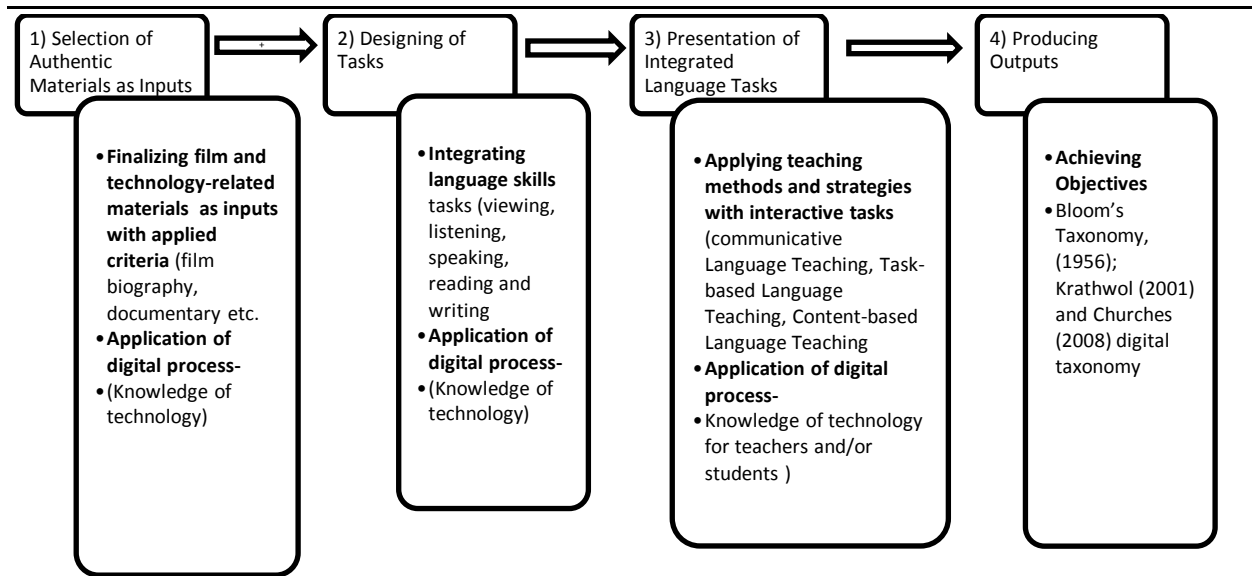 1) Selection of
Authentic
Materials as Inputs
•Finalizing film and
technology-related
materials as inputs
with applied
criteria (film
biography,
documentary etc.
•Application of
digital process-
•(Knowledge of
technology)
+
2) Designing of
Tasks
•Integrating
language skills
tasks (viewing,
listening,
speaking,
reading and
writing
•Application of
digital process-
•(Knowledge of
technology)
3) Presentation of
Integrated
Language Tasks
•Applying teaching
methods and strategies
with interactive tasks
(communicative
Language Teaching, Task-
based Language
Teaching, Content-based
Language Teaching
•Application of digital
process-
•Knowledge of technology
for teachers and/or
students )
4) Producing
Outputs
•Achieving
Objectives
•Bloom’s
Taxonomy,
(1956);
Krathwol (2001)
and Churches
(2008) digital
taxonomy